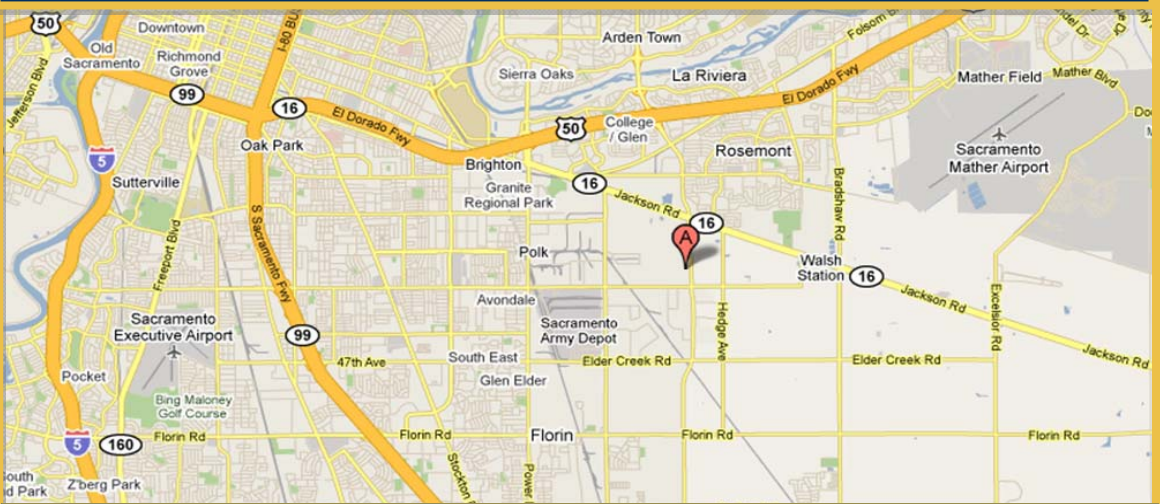 50
Downtown
I-80 BUS
Arden Town
Folsom B
Old
Sacramento
Richmond
Grove
Sierra Oaks
La Riviera
Mather Field
Mather Blvd
Jefferson Blvd
99
16
El Dorado Fwy
El Dorado Fwy
50
College
/ Glen
Sacramento
Mather Airport
Oak Park
Brighton
Rosemont
5
Sutterville
Granite
Regional Park
16
Jackson Rd
16
A
Bradshaw Rd
S Sacramento Fwy
Freeport Blvd
Polk
Walsh
Station
16
Jackson Rd
Avondale
Hedge Ave
Excelsior Rd
Sacramento
Executive Airport
99
Sacramento
Army Depot
Jackson Rd
47th Ave
South East
Elder Creek Rd
Elder Creek Rd
Pocket
Glen Elder
Bing Maloney
Golf Course
5
160
Florin Rd
Florin Rd
Florin
Florin Rd
Florin Rd
Z'berg Park
Stockton
Power